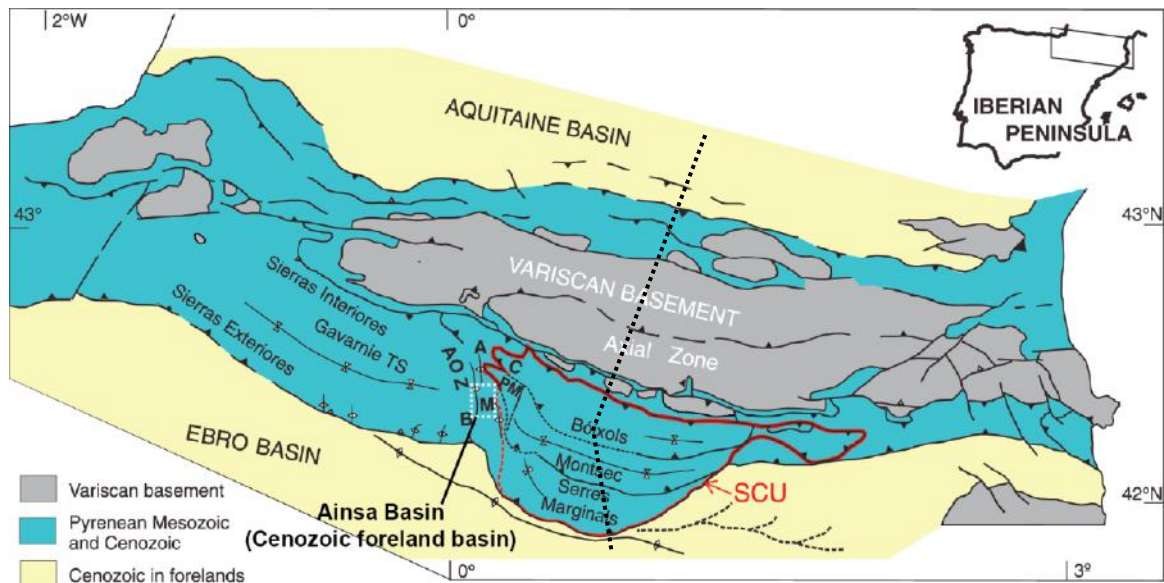 2°W
0°
IBERIAN
PENINSULA
AQUITAINE BASIN
43°
43°N
VARISCAN BASEMENT
Axial Zone
Sierras Interiores
Gavarnie TS
Sierras Exteriores
AOZ
A
C
PM
M
B
Bóixols
Montsec
Serres
Marginals
SCU
EBRO BASIN
42°N
Ainsa Basin
(Cenozoic foreland basin)
Variscan basement
Pyrenean Mesozoic
and Cenozoic
Cenozoic in forelands
0°
3°